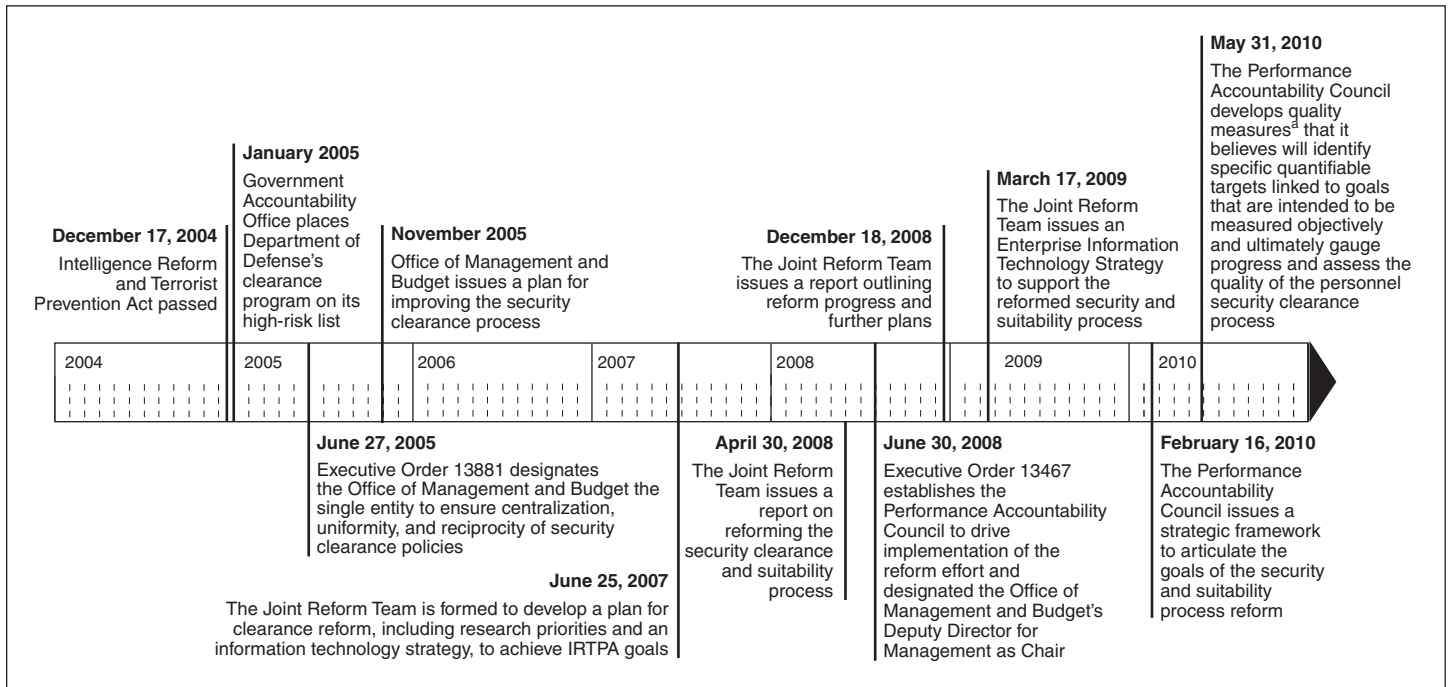 December 17, 2004
Intelligence Reform
and Terrorist
Prevention Act passed
January 2005
Government
Accountability
Office places
Department of
Defense's
clearance
program on its
high-risk list
November 2005
Office of Management and
Budget issues a plan for
improving the security
clearance process
December 18, 2008
The Joint Reform Team
issues a report outlining
reform progress and
further plans
March 17, 2009
The Joint Reform
Team issues an
Enterprise Information
Technology Strategy
to support the
reformed security and
suitability process
May 31, 2010
The Performance
Accountability Council
develops quality
measuresª that it
believes will identify
specific quantifiable
targets linked to goals
that are intended to be
measured objectively
and ultimately gauge
progress and assess the
quality of the personnel
security clearance
process
2004 2005 2006 2007 2008 2009 2010
June 27, 2005
Executive Order 13881 designates
the Office of Management and Budget the
single entity to ensure centralization,
uniformity, and reciprocity of security
clearance policies
June 25, 2007
The Joint Reform Team is formed to develop a plan for
clearance reform, including research priorities and an
information technology strategy, to achieve IRTPA goals
April 30, 2008
The Joint Reform
Team issues a
report on
reforming the
security clearance
and suitability
process
June 30, 2008
Executive Order 13467
establishes the
Performance Accountability
Council to drive
implementation of the
reform effort and
designated the Office of
Management and Budget's
Deputy Director for
Management as Chair
February 16, 2010
The Performance
Accountability
Council issues a
strategic framework
to articulate the
goals of the security
and suitability
process reform